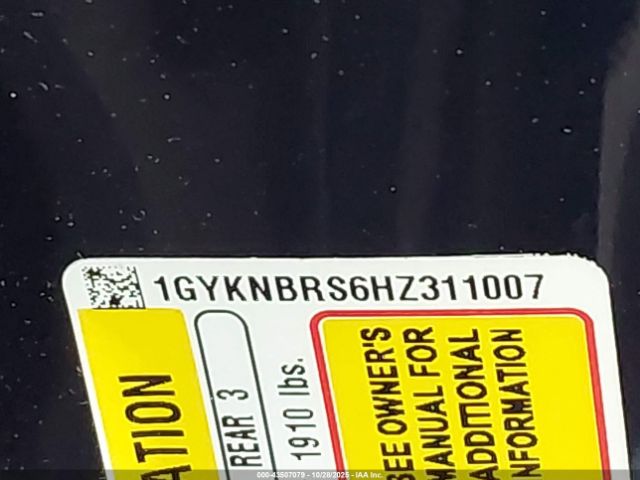 1GYKNBRS6HZ311007
ATION
REAR 3
1910 lbs.
SEE OWNER'S
MANUAL FOR
ADDITIONAL
INFORMATION
000-43507079 - 10/28/2025 - IAA Inc.